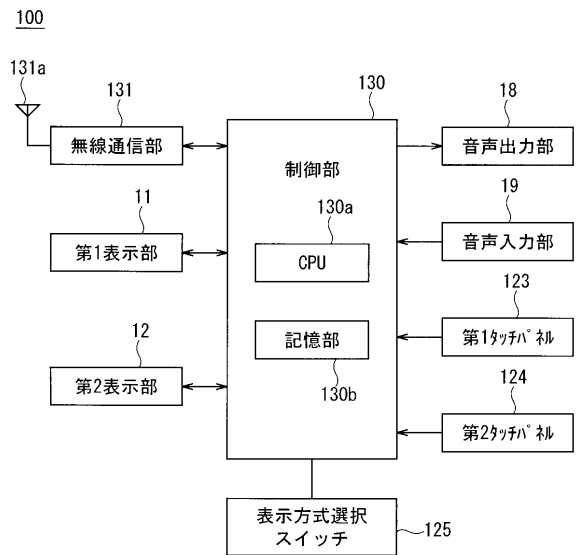 100
131a
131
無線通信部
11
第1表示部
12
第2表示部
130
制御部
130a
CPU
記憶部
130b
18
音声出力部
19
音声入力部
123
第1ﾀｯﾁﾊﾟﾈﾙ
124
第2ﾀｯﾁﾊﾟﾈﾙ
表示方式選択
スイッチ
125